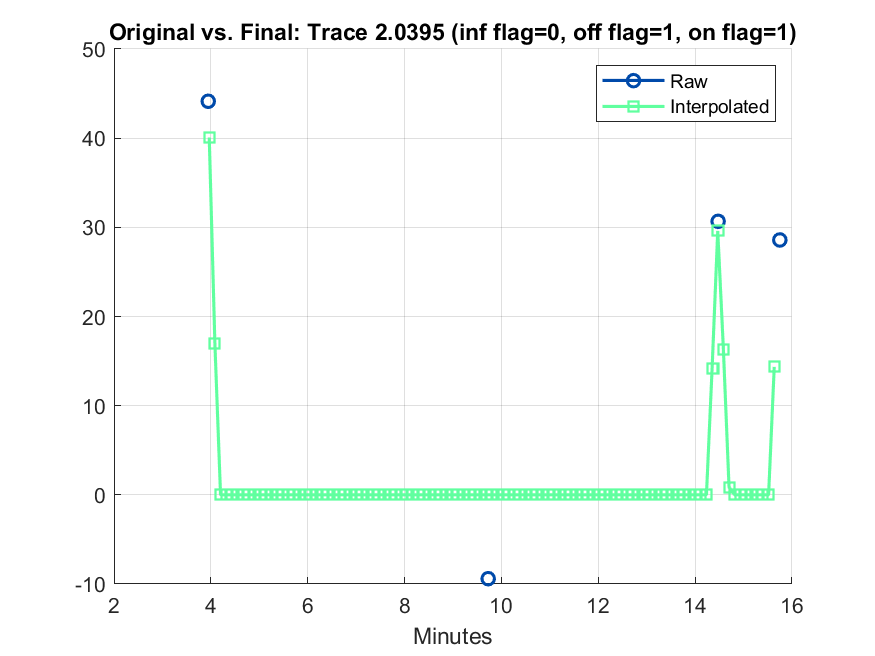 Original vs. Final: Trace 2.0395 (inf flag=0, off flag=1, on flag=1)
50
40
30
20
10
0
-10
Raw
Interpolated
2 4 6 8 10 12 14 16
Minutes